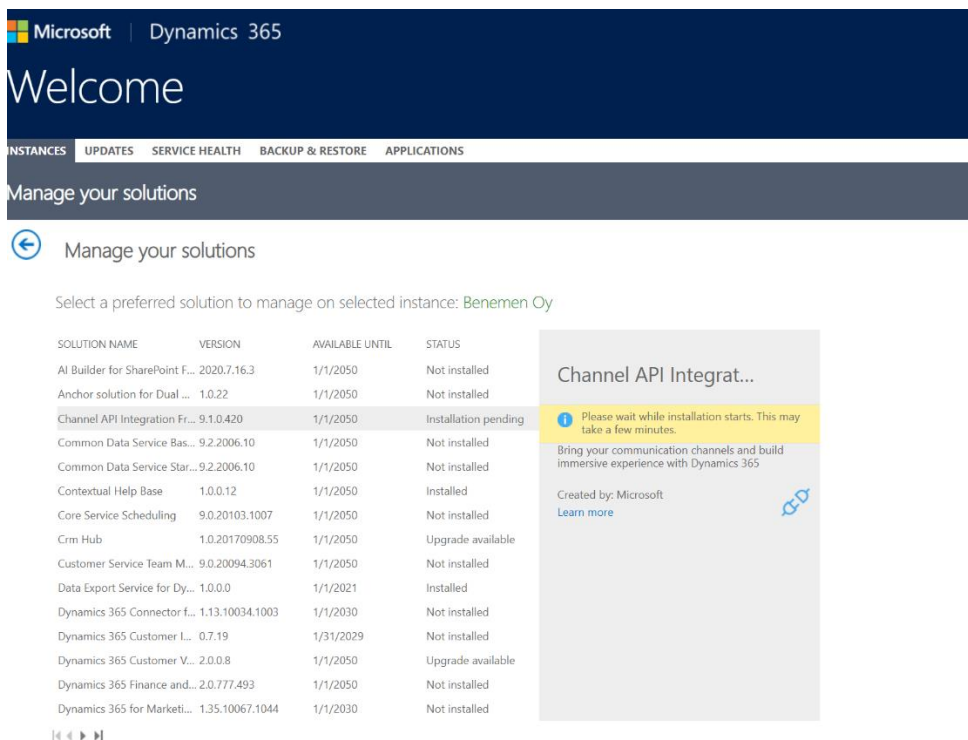 Microsoft | Dynamics 365
Welcome
INSTANCES UPDATES SERVICE HEALTH BACKUP & RESTORE APPLICATIONS
Manage your solutions
Manage your solutions
Select a preferred solution to manage on selected instance: Benemen Oy
SOLUTION NAME VERSION AVAILABLE UNTIL STATUS
AI Builder for SharePoint F... 2020.7.16.3 1/1/2050 Not installed
Anchor solution for Dual ... 1.0.22 1/1/2050 Not installed
Channel API Integration Fr... 9.1.0.420 1/1/2050 Installation pending
Common Data Service Bas... 9.2.2006.10 1/1/2050 Not installed
Common Data Service Star... 9.2.2006.10 1/1/2050 Not installed
Contextual Help Base 1.0.0.12 1/1/2050 Installed
Core Service Scheduling 9.0.20103.1007 1/1/2050 Not installed
Crm Hub 1.0.20170908.55 1/1/2050 Upgrade available
Customer Service Team M... 9.0.20094.3061 1/1/2050 Not installed
Data Export Service for Dy... 1.0.0.0 1/1/2021 Installed
Dynamics 365 Connector f... 1.13.10034.1003 1/1/2030 Not installed
Dynamics 365 Customer I... 0.7.19 1/31/2029 Not installed
Dynamics 365 Customer V... 2.0.0.8 1/1/2050 Upgrade available
Dynamics 365 Finance and... 2.0.777.493 1/1/2050 Not installed
Dynamics 365 for Marketi... 1.35.10067.1044 1/1/2030 Not installed
Channel API Integrat...
Please wait while installation starts. This may
take a few minutes.
Bring your communication channels and build
immersive experience with Dynamics 365
Created by: Microsoft
Learn more